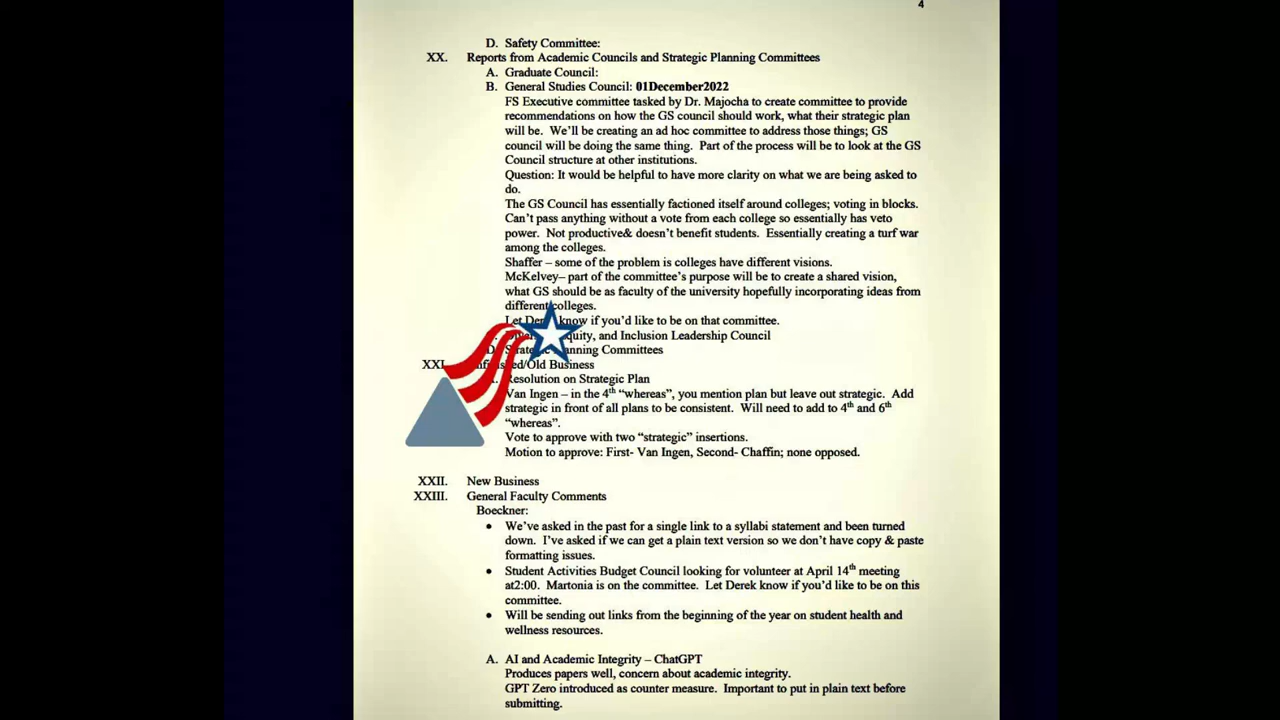 4
D. Safety Committee:
XX. Reports from Academic Councils and Strategic Planning Committees
A. Graduate Council:
B. General Studies Council: 01December2022
FS Executive committee tasked by Dr. Majocha to create committee to provide
recommendations on how the GS council should work, what their strategic plan
will be. We'll be creating an ad hoc committee to address those things; GS
council will be doing the same thing. Part of the process will be to look at the GS
Council structure at other institutions.
Question: It would be helpful to have more clarity on what we are being asked to
do.
The GS Council has essentially factioned itself around colleges; voting in blocks.
Can't pass anything without a vote from each college so essentially has veto
power. Not productive& doesn't benefit students. Essentially creating a turf war
among the colleges.
Shaffer – some of the problem is colleges have different visions.
McKelvey– part of the committee's purpose will be to create a shared vision,
what GS should be as faculty of the university hopefully incorporating ideas from
different colleges.
Let Derek know if you'd like to be on that committee.
Equity, and Inclusion Leadership Council
D. Strategic Planning Committees
XXI. Unfinished/Old Business
Resolution on Strategic Plan
Van Ingen – in the 4th "whereas", you mention plan but leave out strategic. Add
strategic in front of all plans to be consistent. Will need to add to 4th and 6th
"whereas".
Vote to approve with two "strategic" insertions.
Motion to approve: First- Van Ingen, Second- Chaffin; none opposed.
XXII. New Business
XXIII. General Faculty Comments
Boeckner:
• We've asked in the past for a single link to a syllabi statement and been turned
down. I've asked if we can get a plain text version so we don't have copy & paste
formatting issues.
• Student Activities Budget Council looking for volunteer at April 14th meeting
at2:00. Martonia is on the committee. Let Derek know if you'd like to be on this
committee.
• Will be sending out links from the beginning of the year on student health and
wellness resources.
A. AI and Academic Integrity – ChatGPT
Produces papers well, concern about academic integrity.
GPT Zero introduced as counter measure. Important to put in plain text before
submitting.